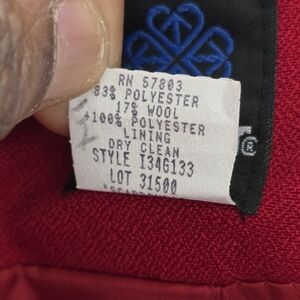 RN 57803
83% POLYESTER
17% WOOL
+100% POLYESTER
LINING
DRY CLEAN
STYLE I34G133
LOT 31500
®